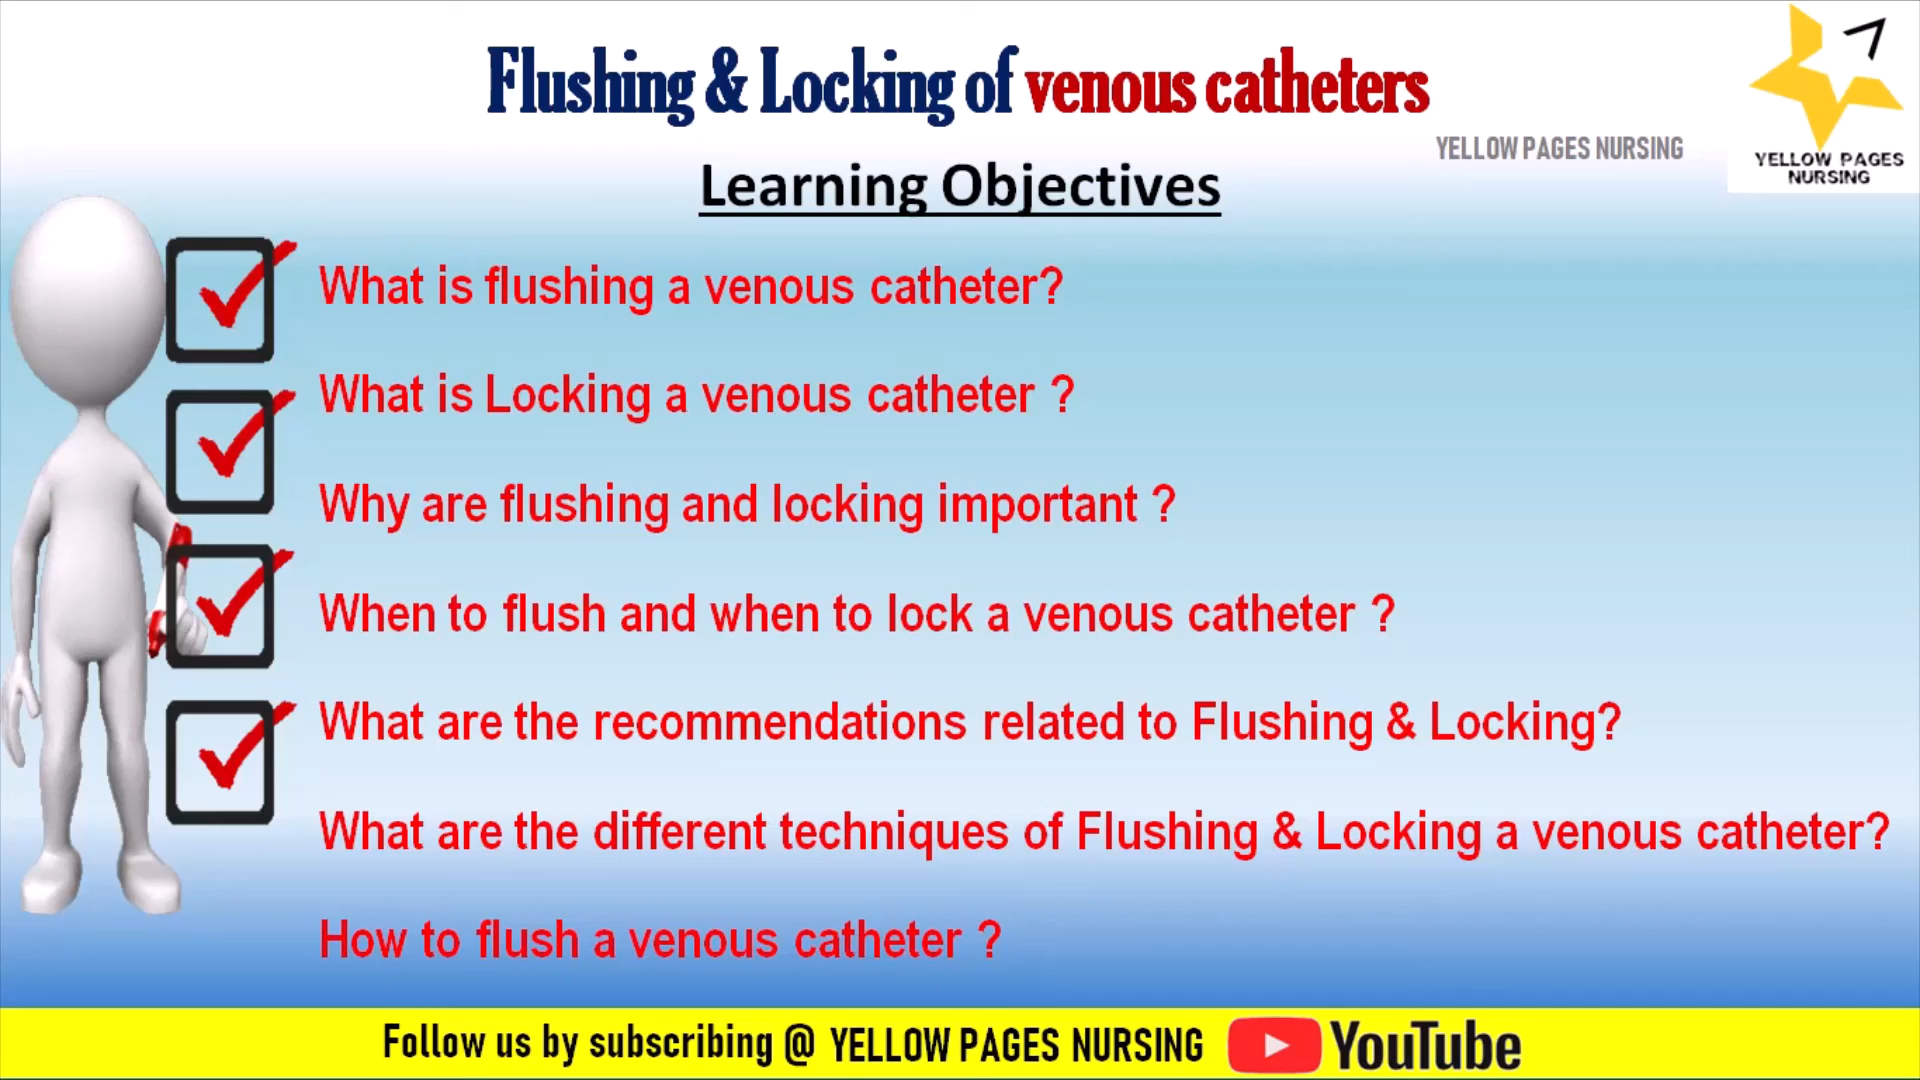 Flushing & Locking of venous catheters
YELLOW PAGES NURSING
YELLOW PAGES
NURSING
Learning Objectives
What is flushing a venous catheter?
What is Locking a venous catheter ?
Why are flushing and locking important ?
When to flush and when to lock a venous catheter ?
What are the recommendations related to Flushing & Locking?
What are the different techniques of Flushing & Locking a venous catheter?
How to flush a venous catheter ?
Follow us by subscribing @ YELLOW PAGES NURSING YouTube